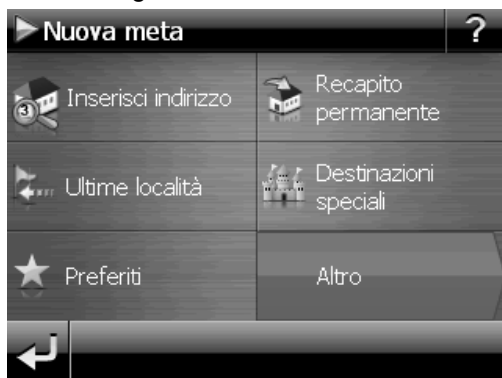 Nuova meta ?
Inserisci indirizzo
Recapito
permanente
Ultime località
Destinazioni
speciali
Preferiti
Altro